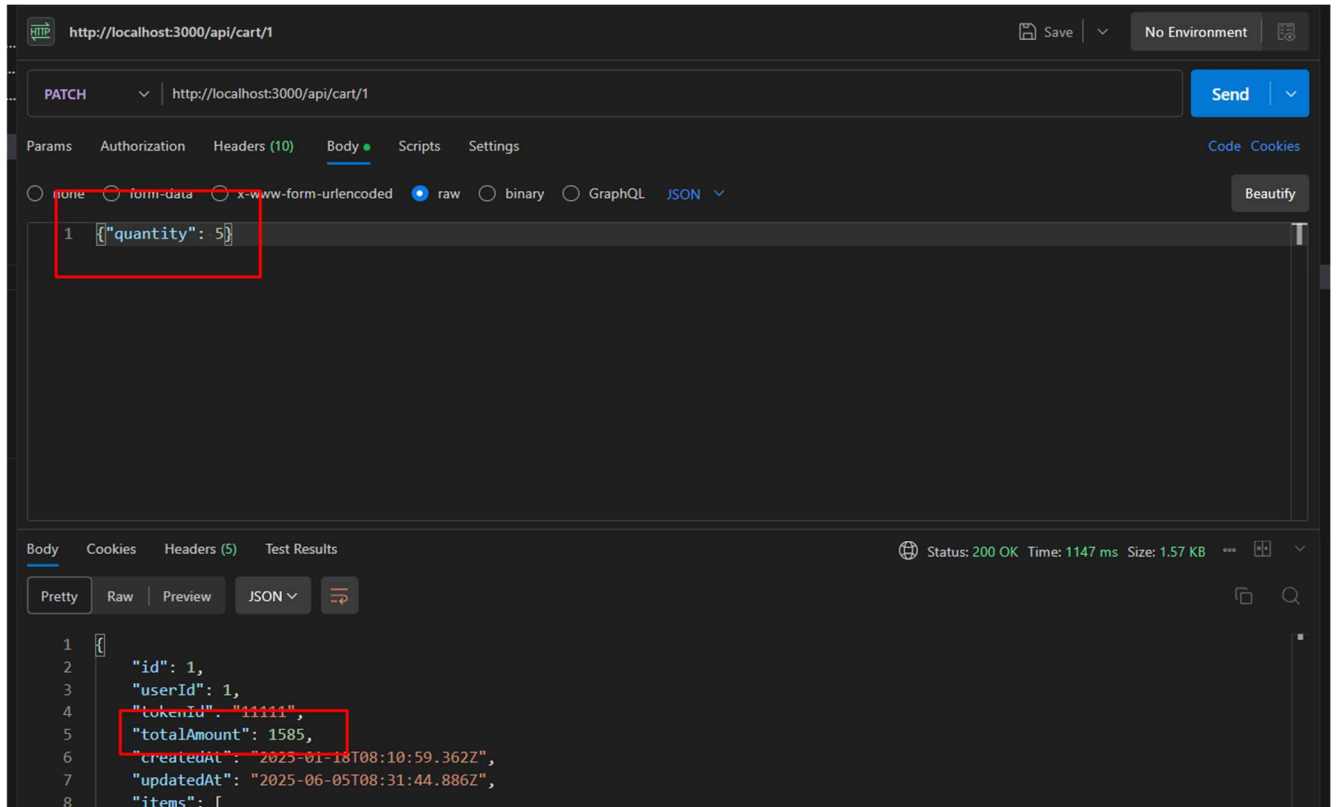 HTTP http://localhost:3000/api/cart/1 Save No Environment
PATCH http://localhost:3000/api/cart/1 Send
Params Authorization Headers (10) Body Scripts Settings Code Cookies
none form-data x-www-form-urlencoded raw binary GraphQL JSON Beautify
1 {"quantity": 5}
Body Cookies Headers (5) Test Results Status: 200 OK Time: 1147 ms Size: 1.57 KB
Pretty Raw Preview JSON
1 {
2 "id": 1,
3 "userId": 1,
4 "tokenId": "11111",
5 "totalAmount": 1585,
6 "createdAt": "2025-01-18T08:10:59.362Z",
7 "updatedAt": "2025-06-05T08:31:44.886Z",
8 "items": [